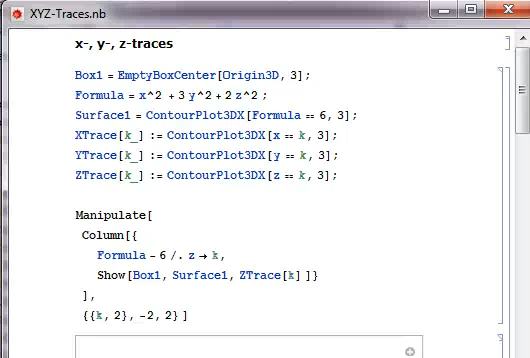 XYZ-Traces.nb
x-, y-, z-traces
Box1 = EmptyBoxCenter[Origin3D, 3];
Formula = x^2 + 3 y^2 + 2 z^2 ;
Surface1 = ContourPlot3DX[Formula == 6, 3];
XTrace[k_] := ContourPlot3DX[x == k, 3];
YTrace[k_] := ContourPlot3DX[y == k, 3];
ZTrace[k_] := ContourPlot3DX[z == k, 3];
Manipulate[
Column[{
Formula - 6 /. z → k,
Show[Box1, Surface1, ZTrace[k] ]}
],
{{k, 2}, -2, 2} ]